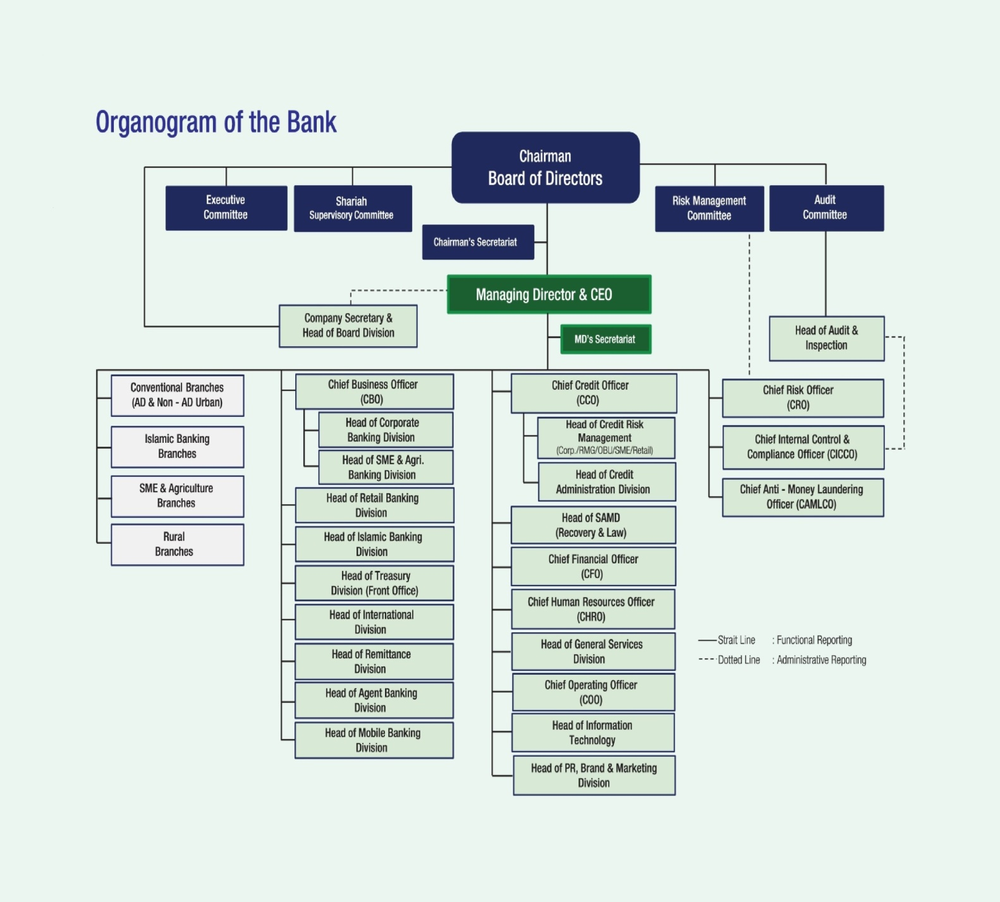 Organogram of the Bank
Chairman
Board of Directors
Executive
Committee
Shariah
Supervisory Committee
Risk Management
Committee
Audit
Committee
Chairman's Secretariat
Managing Director & CEO
Company Secretary &
Head of Board Division
MD's Secretariat
Head of Audit &
Inspection
Conventional Branches
(AD & Non - AD Urban)
Islamic Banking
Branches
SME & Agriculture
Branches
Rural
Branches
Chief Business Officer
(CBO)
Head of Corporate
Banking Division
Head of SME & Agri.
Banking Division
Head of Retail Banking
Division
Head of Islamic Banking
Division
Head of Treasury
Division (Front Office)
Head of International
Division
Head of Remittance
Division
Head of Agent Banking
Division
Head of Mobile Banking
Division
Chief Credit Officer
(CCO)
Head of Credit Risk
Management
(Corp./RMG/OBU/SME/Retail)
Head of Credit
Administration Division
Head of SAMD
(Recovery & Law)
Chief Financial Officer
(CFO)
Chief Human Resources Officer
(CHRO)
Head of General Services
Division
Chief Operating Officer
(COO)
Head of Information
Technology
Head of PR, Brand & Marketing
Division
Chief Risk Officer
(CRO)
Chief Internal Control &
Compliance Officer (CICCO)
Chief Anti - Money Laundering
Officer (CAMLCO)
Strait Line : Functional Reporting
Dotted Line : Administrative Reporting